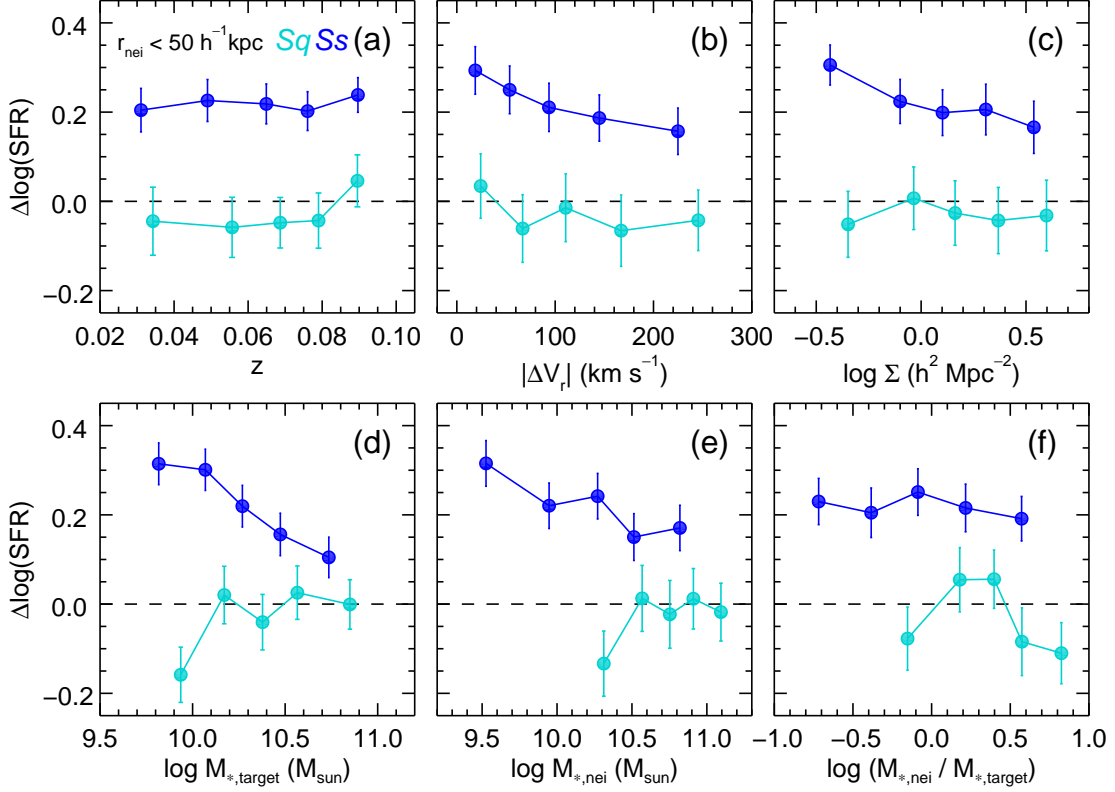 r_nei < 50 h⁻¹kpc Sq Ss (a)
(b)
(c)
0.4
0.2
0.0
−0.2
Δlog(SFR)
0.02 0.04 0.06 0.08 0.10
0 100 200 300
−0.5 0.0 0.5
z
|ΔV_r| (km s⁻¹)
log Σ (h² Mpc⁻²)
(d)
(e)
(f)
0.4
0.2
0.0
−0.2
Δlog(SFR)
9.5 10.0 10.5 11.0
9.5 10.0 10.5 11.0
−1.0 −0.5 0.0 0.5 1.0
log M_*,target (M_sun)
log M_*,nei (M_sun)
log (M_*,nei / M_*,target)